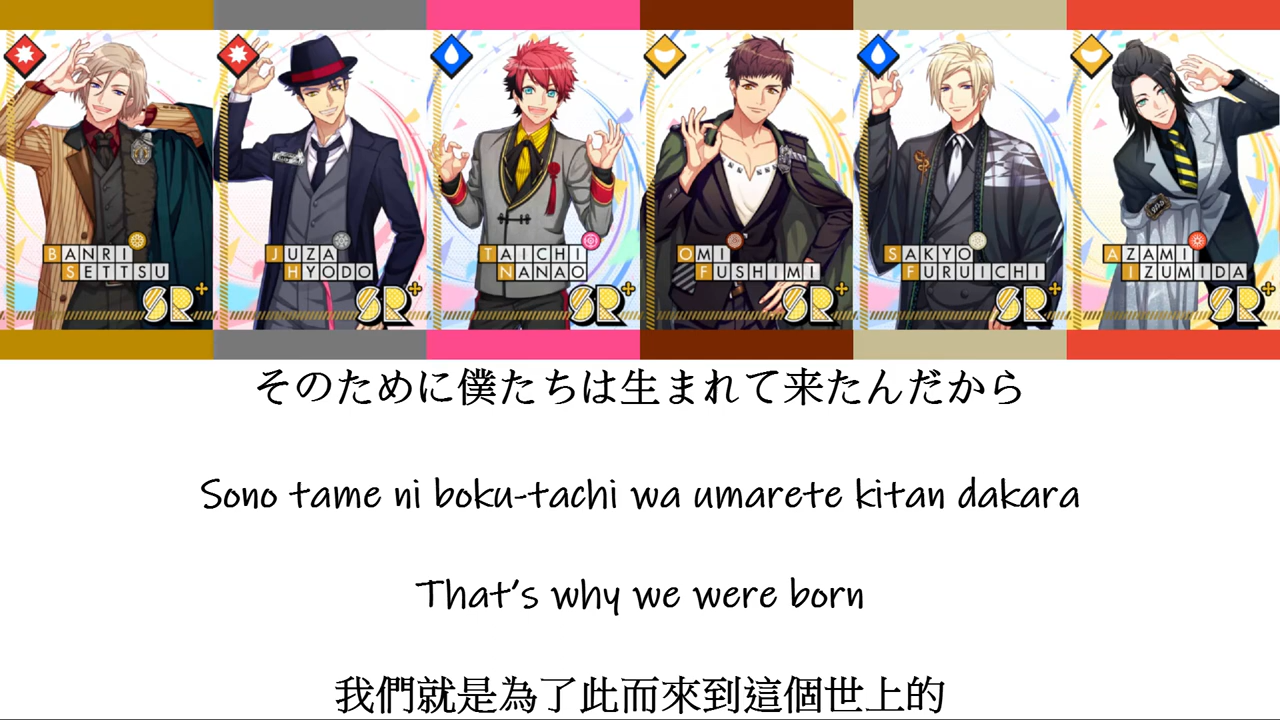 BANRI
SETTSU
SR+
JUZA
HYODO
SR+
TAICHI
NANAO
SR+
OMI
FUSHIMI
SR+
SAKYO
FURUICHI
SR+
AZAMI
IZUMIDA
SR+
そのために僕たちは生まれて来たんだから
Sono tame ni boku-tachi wa umarete kitan dakara
That's why we were born
我們就是為了此而來到這個世上的